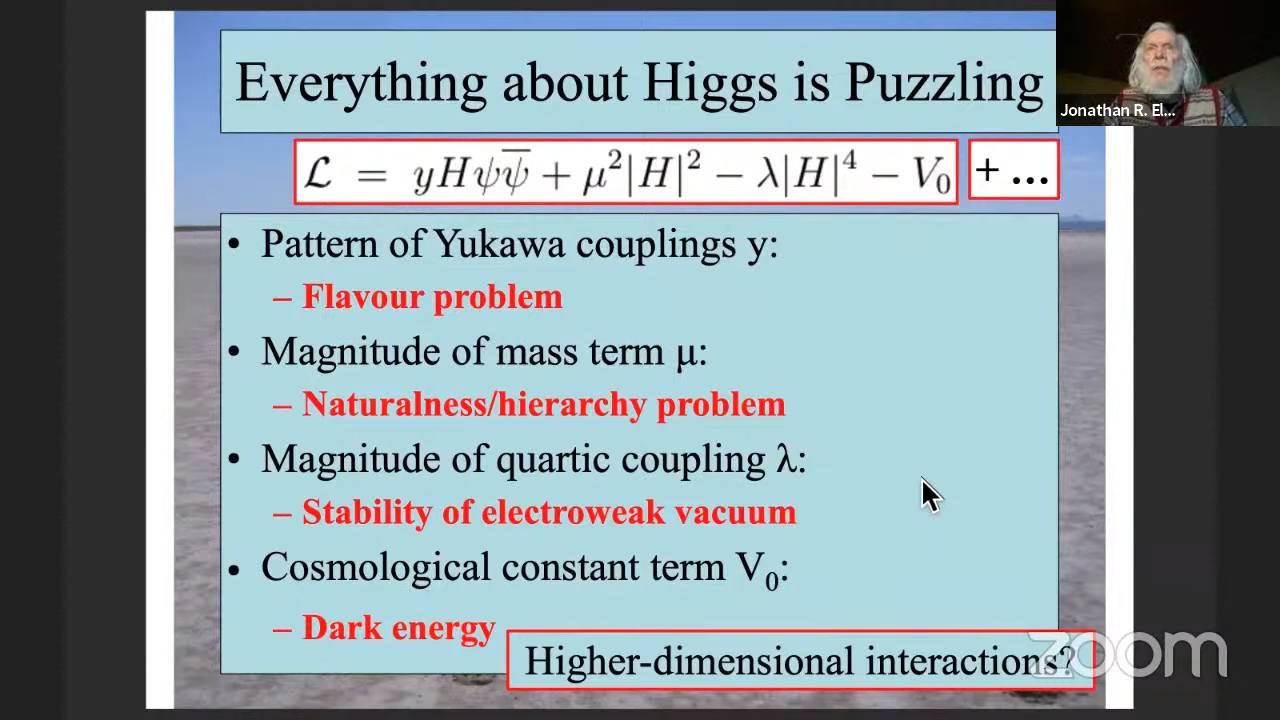 Everything about Higgs is Puzzling
Jonathan R. El...
ℒ = yHψψ̅ + μ²|H|² − λ|H|⁴ − V₀ + ...
• Pattern of Yukawa couplings y:
– Flavour problem
• Magnitude of mass term μ:
– Naturalness/hierarchy problem
• Magnitude of quartic coupling λ:
– Stability of electroweak vacuum
• Cosmological constant term V₀:
– Dark energy
Higher-dimensional interactions?
zoom